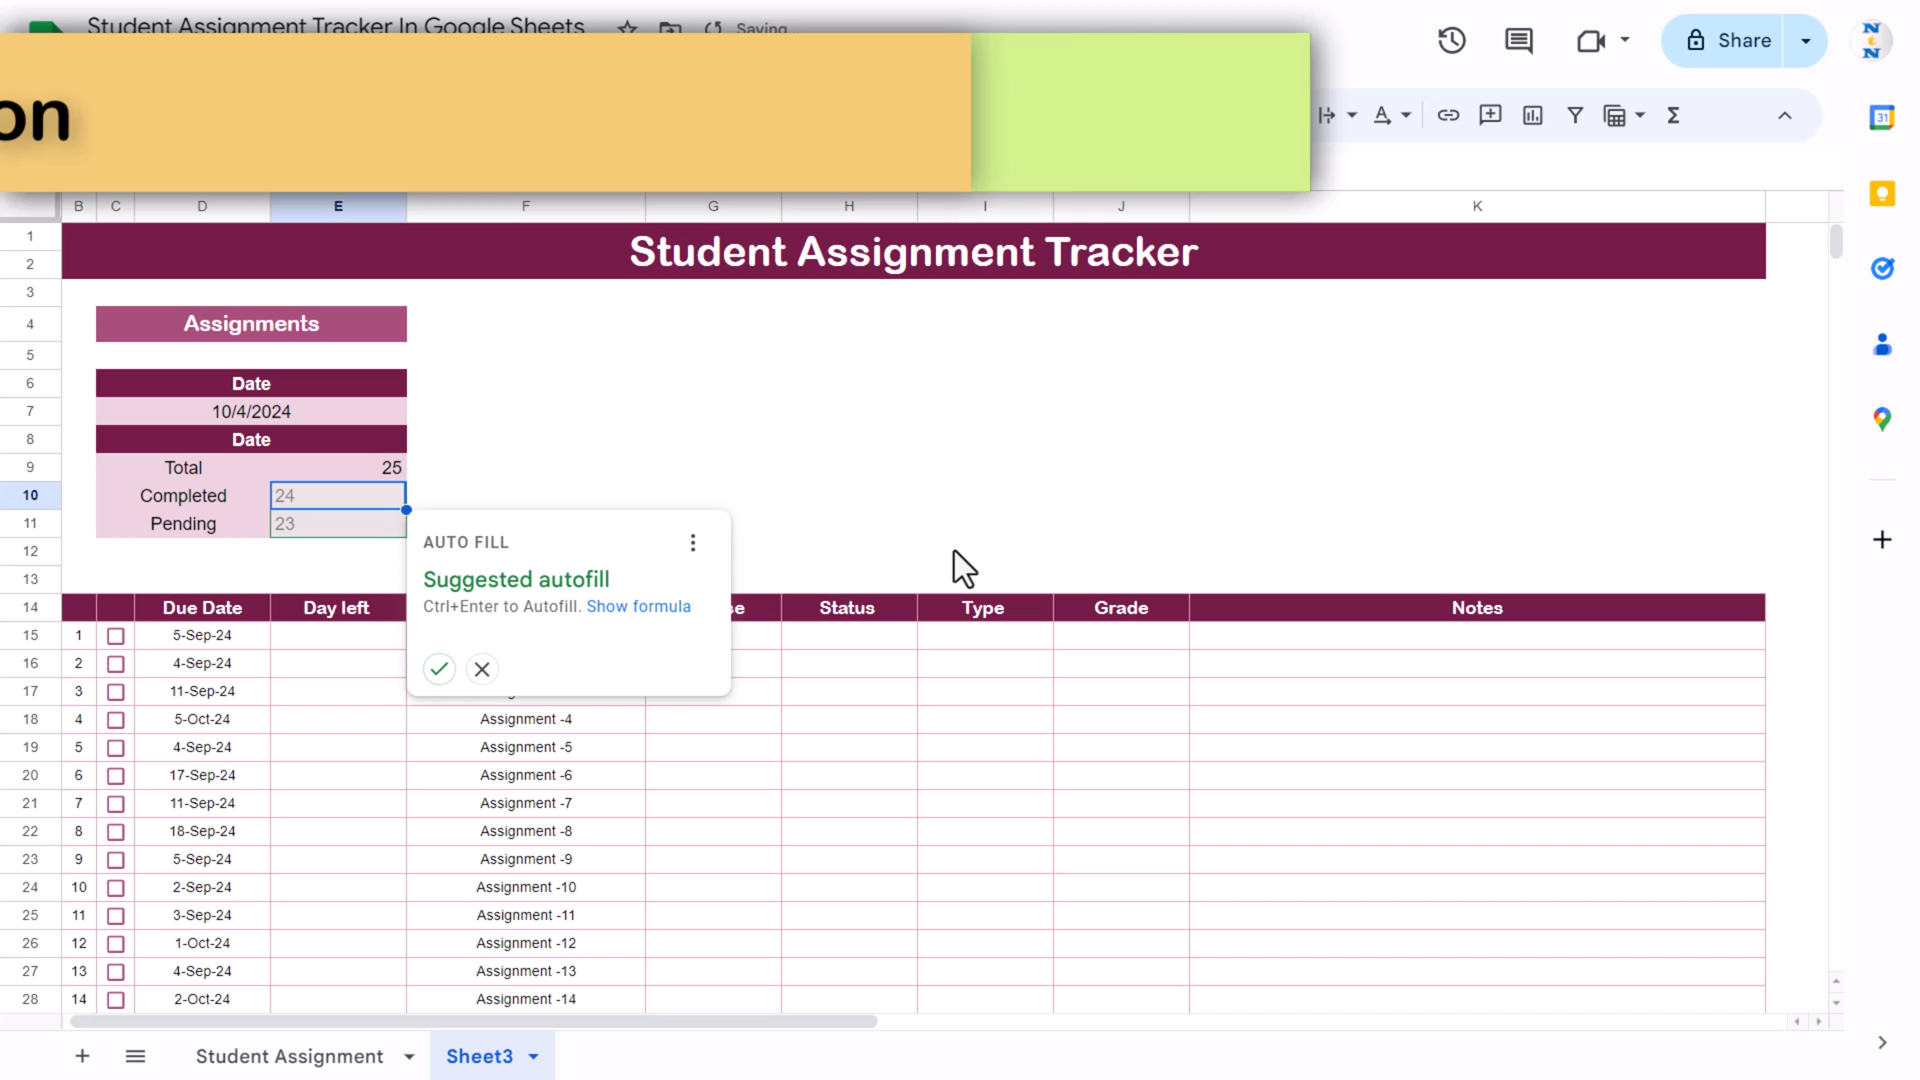 Student Assignment Tracker In Google Sheets Saving
on
Share
31
B C D E F G H I J K
1 Student Assignment Tracker
2
3
4 Assignments
5
6 Date
7 10/4/2024
8 Date
9 Total 25
10 Completed 24
11 Pending 23
12
13
AUTO FILL
Suggested autofill
Ctrl+Enter to Autofill. Show formula
14 Due Date Day left se Status Type Grade Notes
15 1 5-Sep-24
16 2 4-Sep-24
17 3 11-Sep-24
18 4 5-Oct-24 Assignment -4
19 5 4-Sep-24 Assignment -5
20 6 17-Sep-24 Assignment -6
21 7 11-Sep-24 Assignment -7
22 8 18-Sep-24 Assignment -8
23 9 5-Sep-24 Assignment -9
24 10 2-Sep-24 Assignment -10
25 11 3-Sep-24 Assignment -11
26 12 1-Oct-24 Assignment -12
27 13 4-Sep-24 Assignment -13
28 14 2-Oct-24 Assignment -14
Student Assignment Sheet3